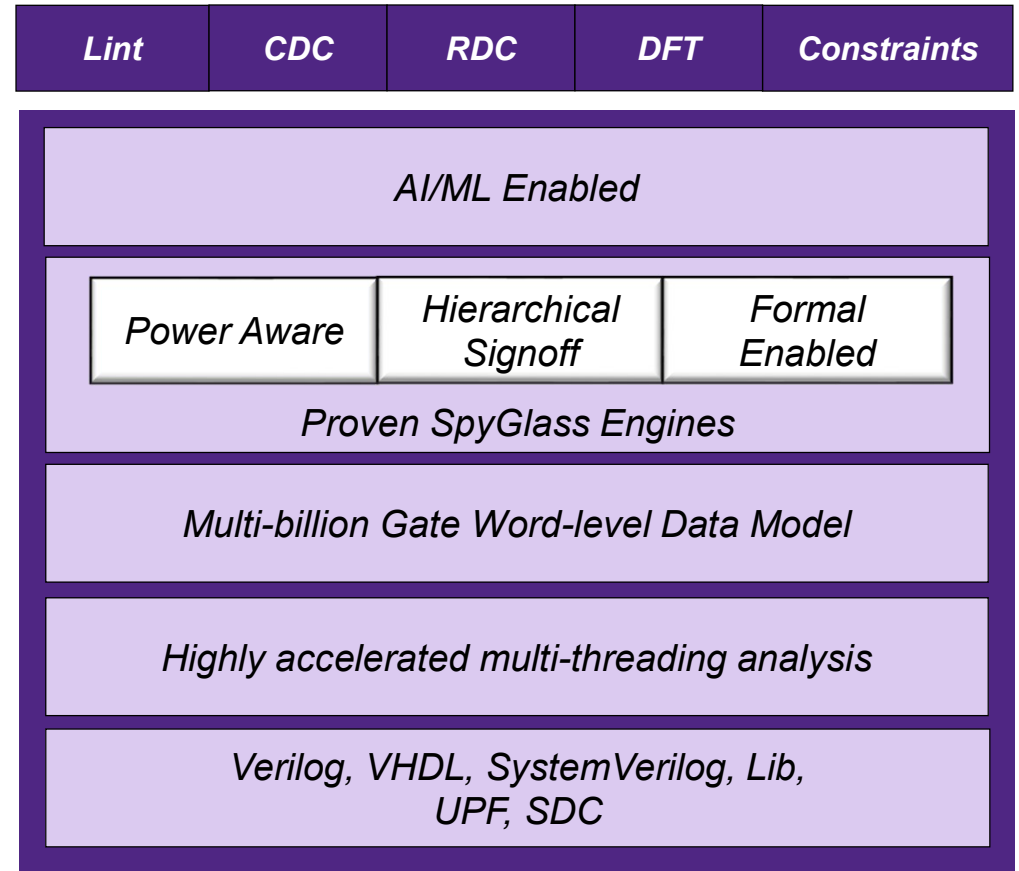 Lint CDC RDC DFT Constraints
AI/ML Enabled
Power Aware
Hierarchical
Signoff
Formal
Enabled
Proven SpyGlass Engines
Multi-billion Gate Word-level Data Model
Highly accelerated multi-threading analysis
Verilog, VHDL, SystemVerilog, Lib,
UPF, SDC